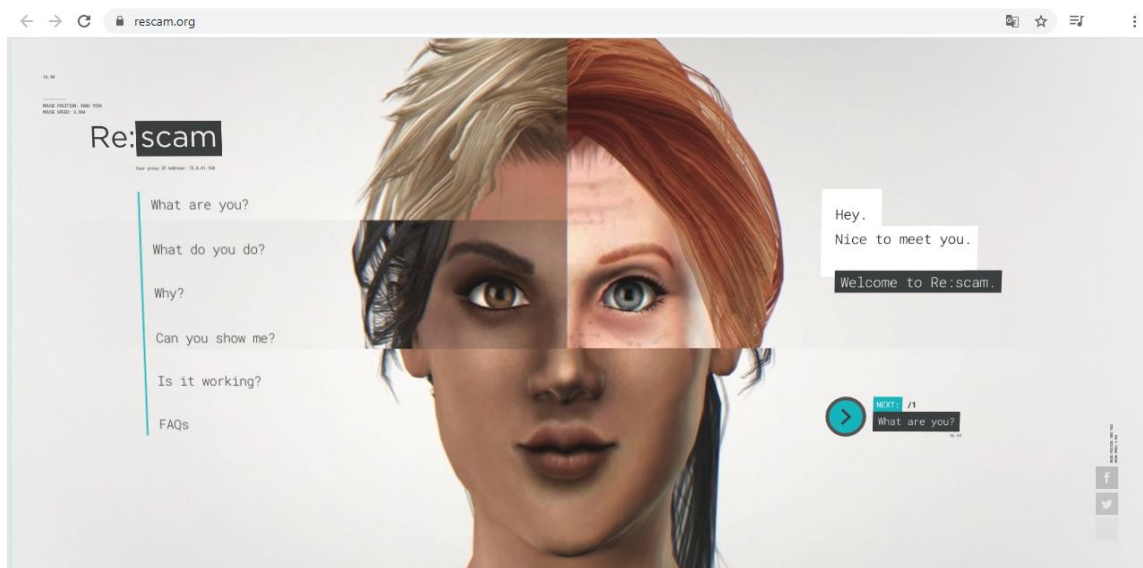 rescam.org
Re:scam
What are you?
What do you do?
Why?
Can you show me?
Is it working?
FAQs
Hey.
Nice to meet you.
Welcome to Re:scam.
NEXT: /1
What are you?